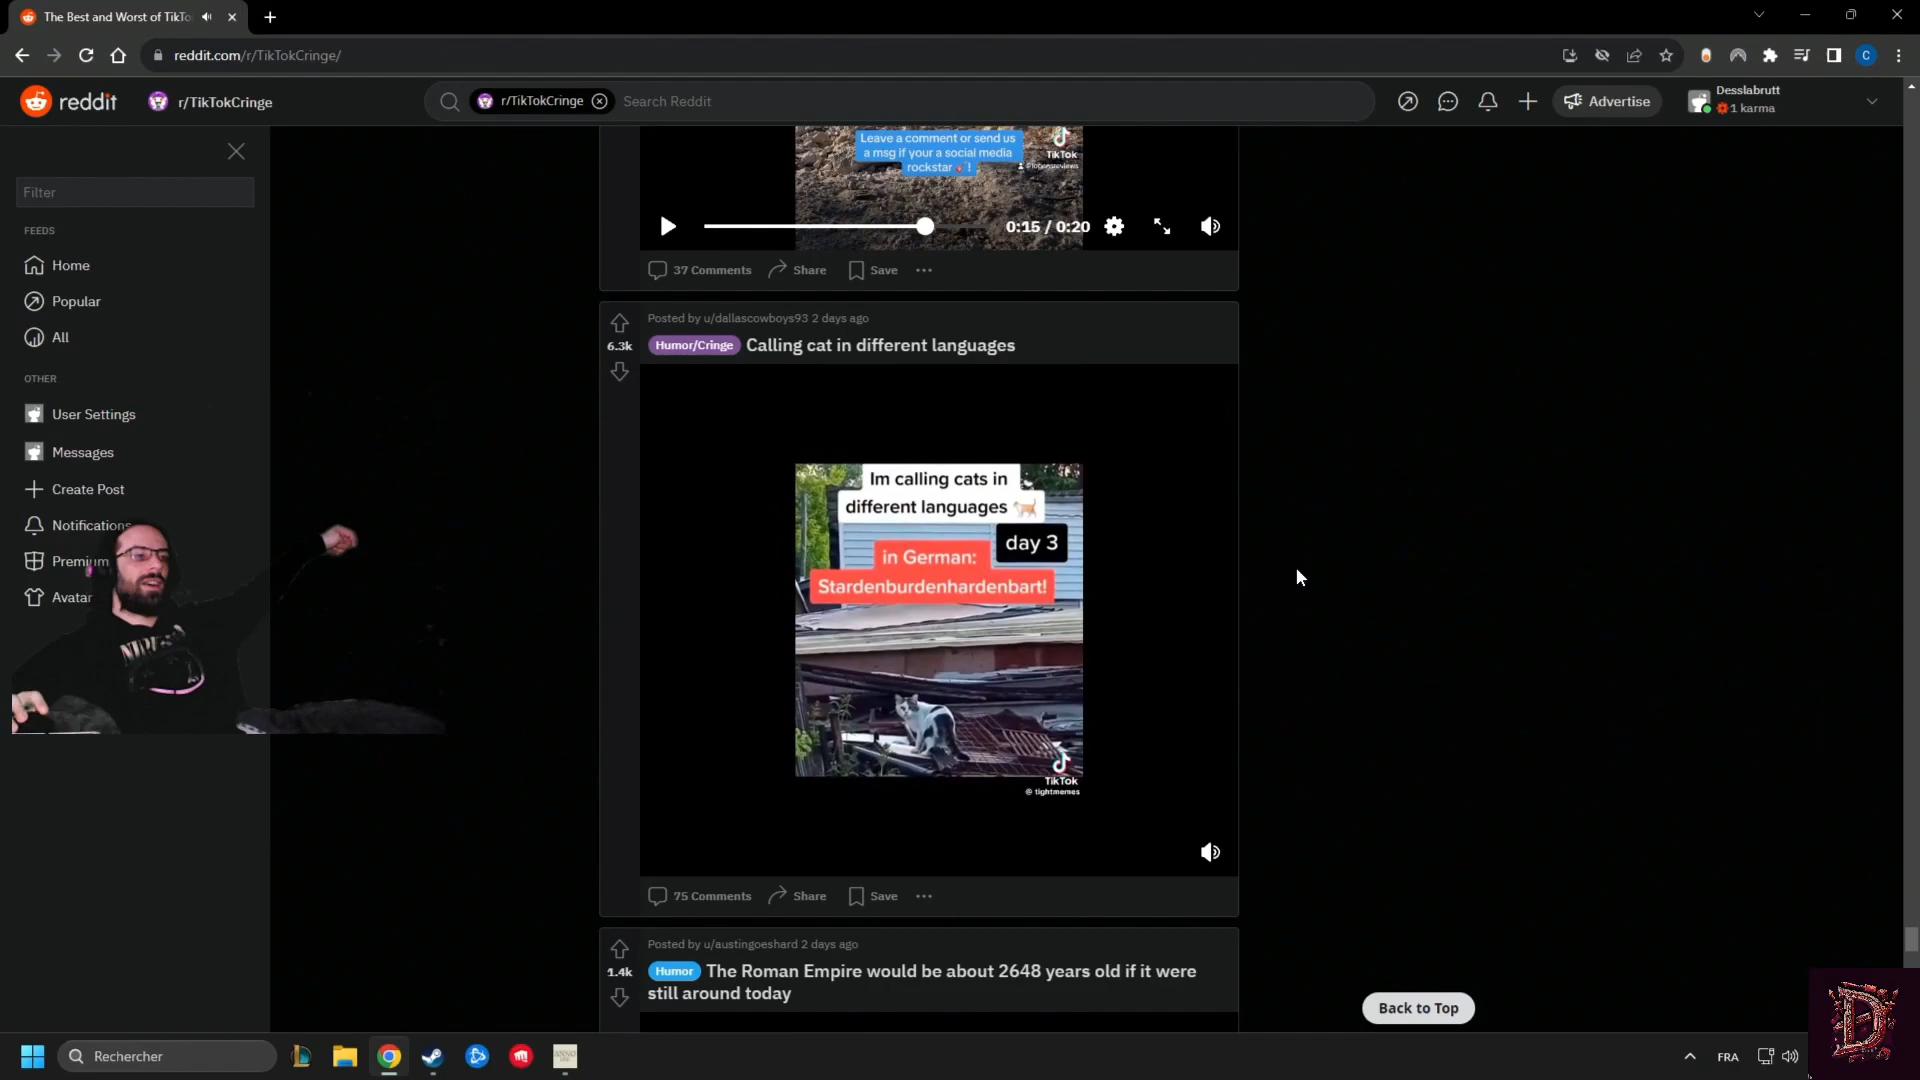 The Best and Worst of TikTo
reddit.com/r/TikTokCringe/
C
reddit
r/TikTokCringe
r/TikTokCringe
Search Reddit
Advertise
Desslabrutt
1 karma
Filter
FEEDS
Home
Popular
All
OTHER
User Settings
Messages
Create Post
Notifications
Premium
Avatar
Leave a comment or send us
a msg if your a social media
rockstar !
TikTok
0:15 / 0:20
37 Comments
Share
Save
Posted by u/dallascowboys93 2 days ago
6.3k
Humor/Cringe
Calling cat in different languages
Im calling cats in
different languages
day 3
in German:
Stardenburdenhardenbart!
TikTok
@ tightmemes
75 Comments
Share
Save
Posted by u/austingoeshard 2 days ago
1.4k
Humor
The Roman Empire would be about 2648 years old if it were
still around today
Back to Top
Rechercher
FRA
D